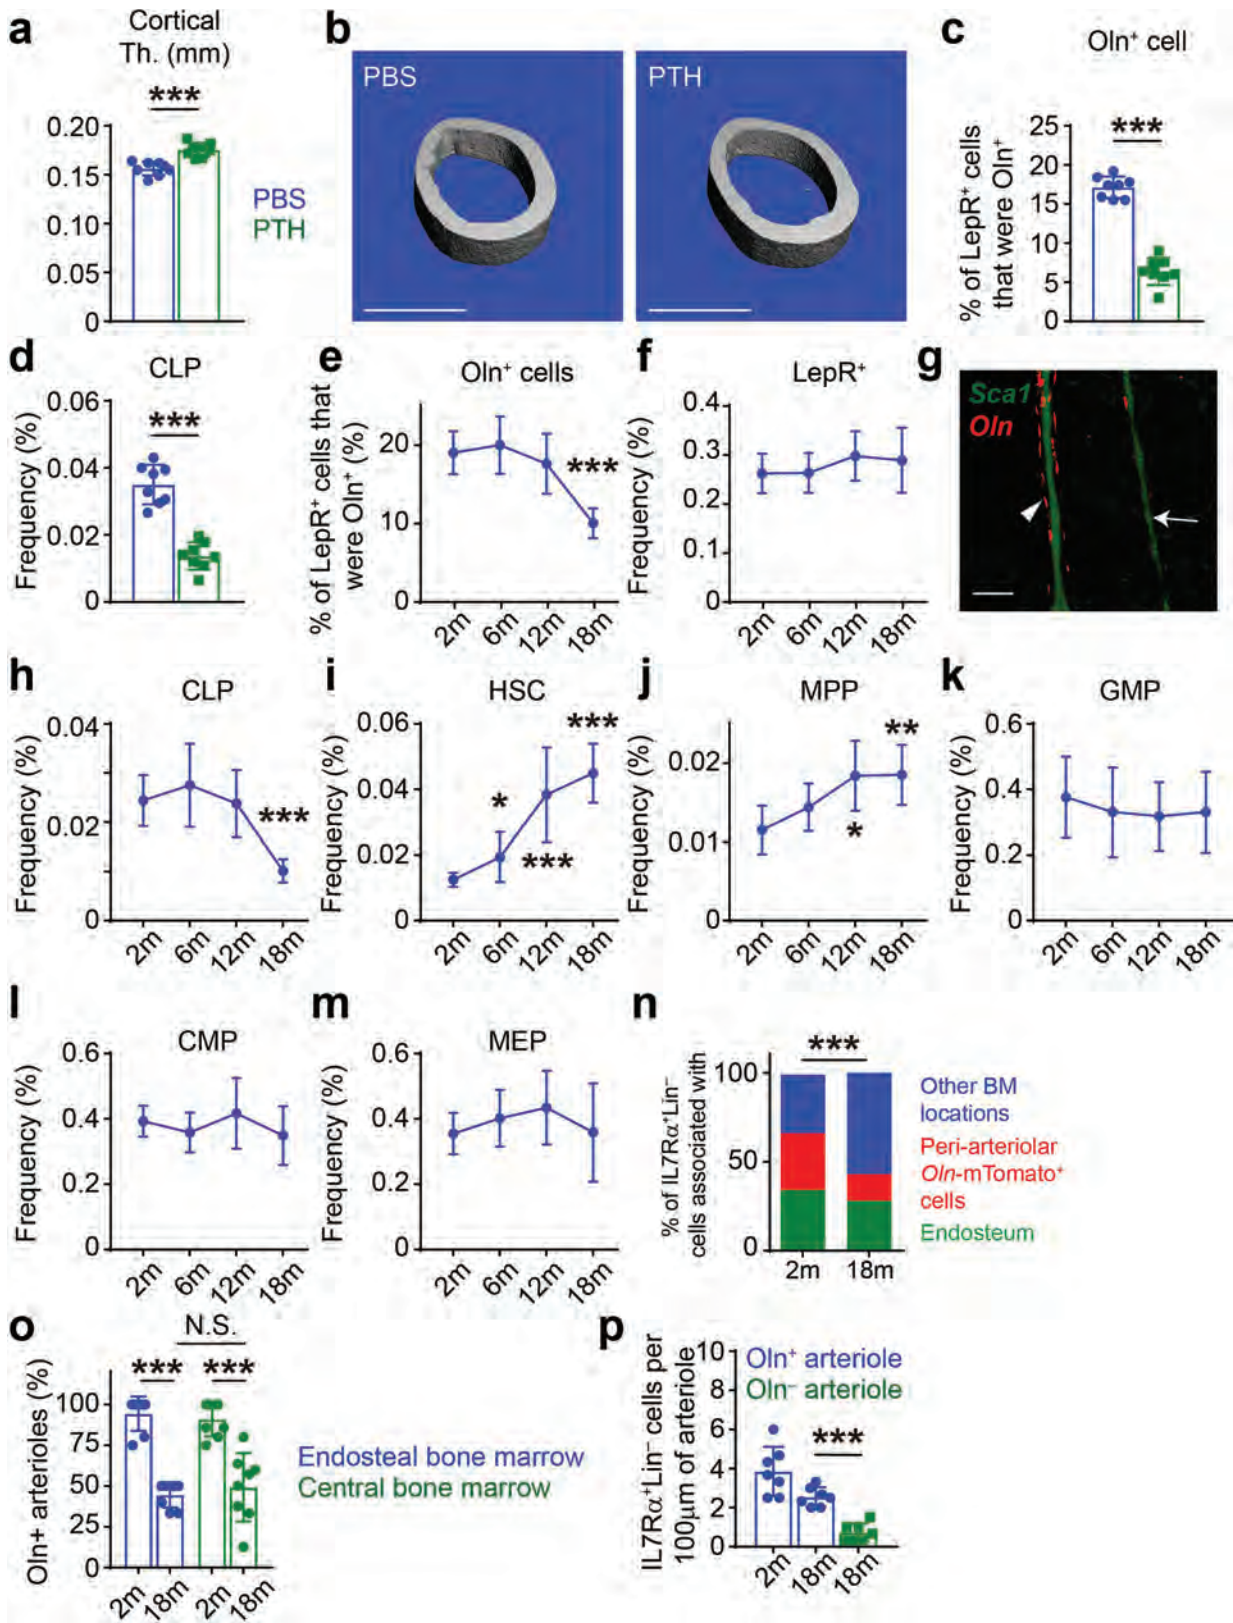 a
Cortical
Th. (mm)
***
0.20
0.15
0.10
0.05
0
PBS
PTH
b
PBS
PTH
c
Oln⁺ cell
% of LepR⁺ cells
that were Oln⁺
***
25
20
15
10
5
0
d
CLP
Frequency (%)
***
0.06
0.04
0.02
0
e
Oln⁺ cells
% of LepR⁺ cells that
were Oln⁺ (%)
20
10
0
***
2m 6m 12m 18m
f
LepR⁺
Frequency (%)
0.4
0.3
0.2
0.1
0
2m 6m 12m 18m
g
Sca1
Oln
h
CLP
Frequency (%)
0.04
0.02
0
***
2m 6m 12m 18m
i
HSC
Frequency (%)
0.06
0.04
0.02
0
*
***
***
2m 6m 12m 18m
j
MPP
Frequency (%)
0.02
0.01
0
*
**
2m 6m 12m 18m
k
GMP
Frequency (%)
0.6
0.4
0.2
0
2m 6m 12m 18m
l
CMP
Frequency (%)
0.6
0.4
0.2
0
2m 6m 12m 18m
m
MEP
Frequency (%)
0.6
0.4
0.2
0
2m 6m 12m 18m
n
% of IL7Rα⁺Lin⁻
cells associated with
***
100
50
0
2m 18m
Other BM
locations
Peri-arteriolar
Oln-mTomato⁺
cells
Endosteum
o
N.S.
*** ***
Oln+ arterioles (%)
100
75
50
25
0
2m 18m 2m 18m
Endosteal bone marrow
Central bone marrow
p
IL7Rα⁺Lin⁻ cells per
100μm of arteriole
10
8
6
4
2
0
Oln⁺ arteriole
Oln⁻ arteriole
***
2m 18m 18m